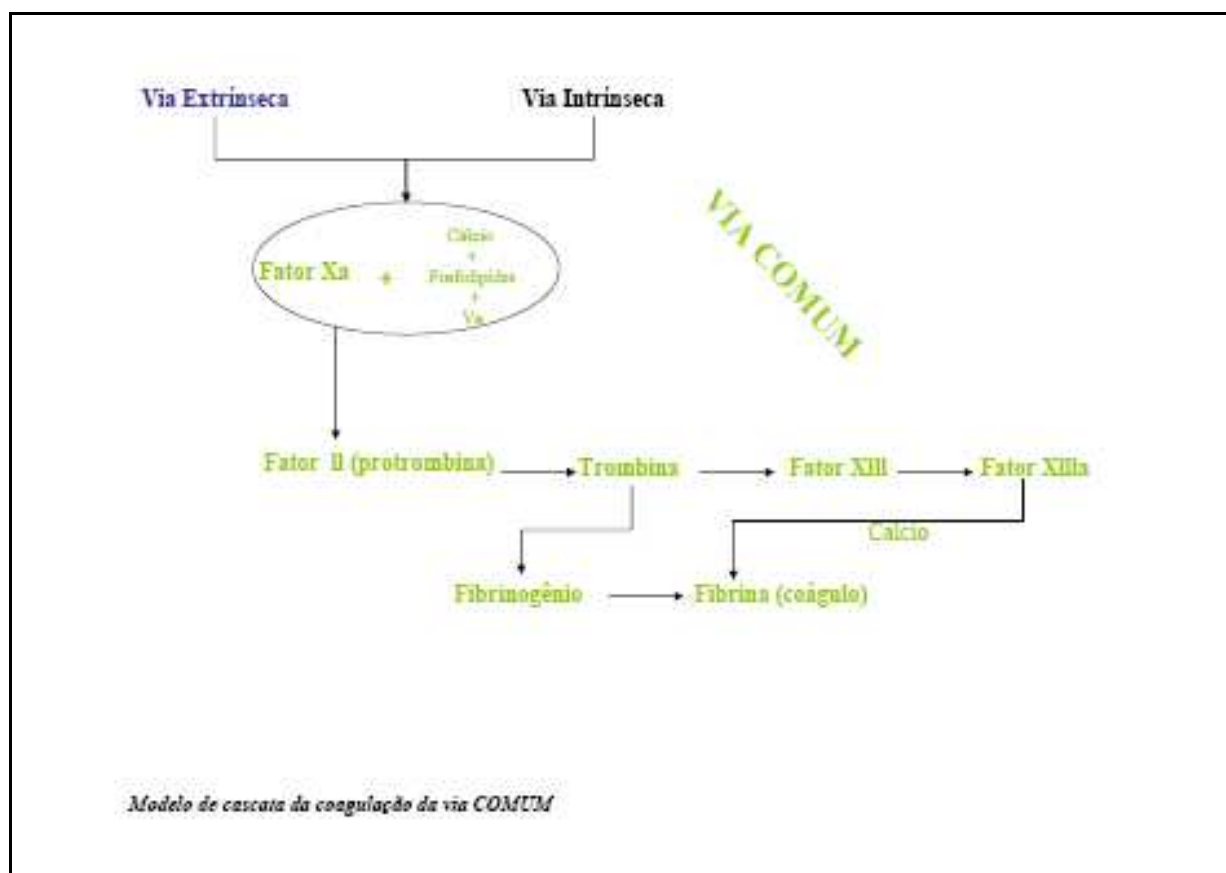 Via Extrínseca
Via Intrínseca
VIA COMUM
Fator Xa
+
Cálcio
+
Fosfolípides
+
Va
Fator II (protrombina)
Trombina
Fator XIII
Fator XIIIa
Calcio
Fibrinogênio
Fibrina (coágulo)
Modelo de cascata da coagulação da via COMUM